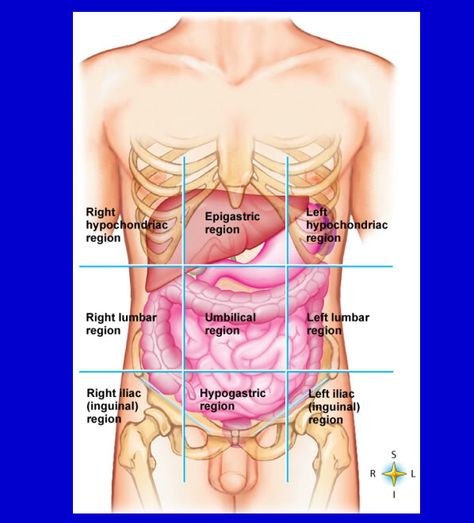 Right
hypochondriac
region
Epigastric
region
Left
hypochondriac
region
Right lumbar
region
Umbilical
region
Left lumbar
region
Right iliac
(inguinal)
region
Hypogastric
region
Left iliac
(inguinal)
region
S
R L
I